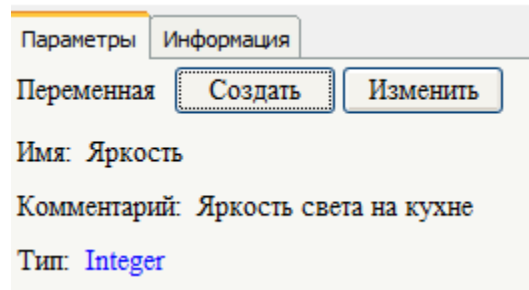 Параметры Информация
Переменная Создать Изменить
Имя: Яркость
Комментарий: Яркость света на кухне
Тип: Integer